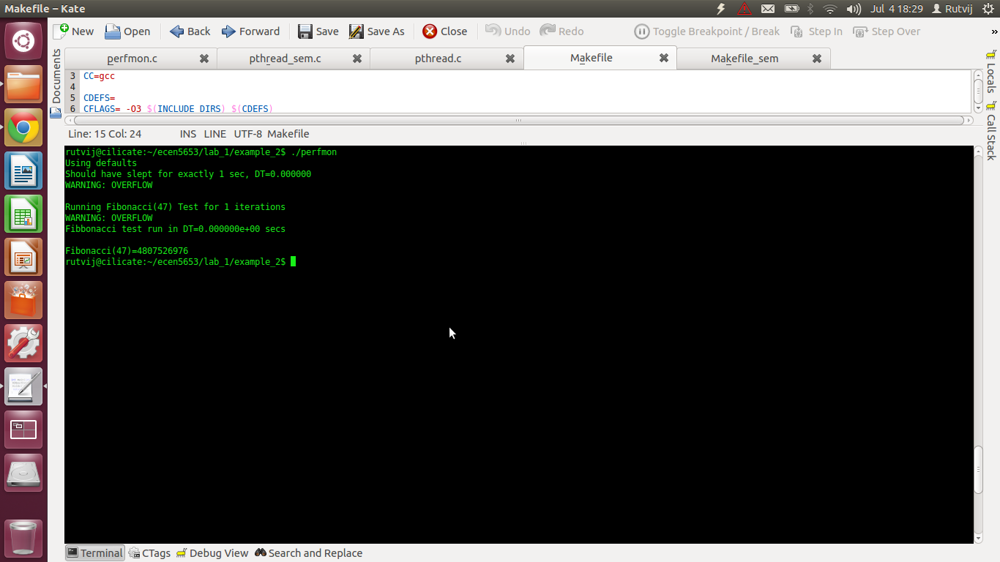 Makefile - Kate
Jul 4 18:29 Rutvij
New Open Back Forward Save Save As Close Undo Redo Toggle Breakpoint / Break Step In Step Over »
Documents
perfmon.c pthread_sem.c pthread.c Makefile Makefile_sem
3 CC=gcc
4
5 CDEFS=
6 CFLAGS= -O3 $(INCLUDE_DIRS) $(CDEFS)
Line: 15 Col: 24 INS LINE UTF-8 Makefile
Locals
Call Stack
rutvij@cilicate:~/ecen5653/lab_1/example_2$ ./perfmon
Using defaults
Should have slept for exactly 1 sec, DT=0.000000
WARNING: OVERFLOW
Running Fibonacci(47) Test for 1 iterations
WARNING: OVERFLOW
Fibbonacci test run in DT=0.000000e+00 secs
Fibonacci(47)=4807526976
rutvij@cilicate:~/ecen5653/lab_1/example_2$
Terminal CTags Debug View Search and Replace